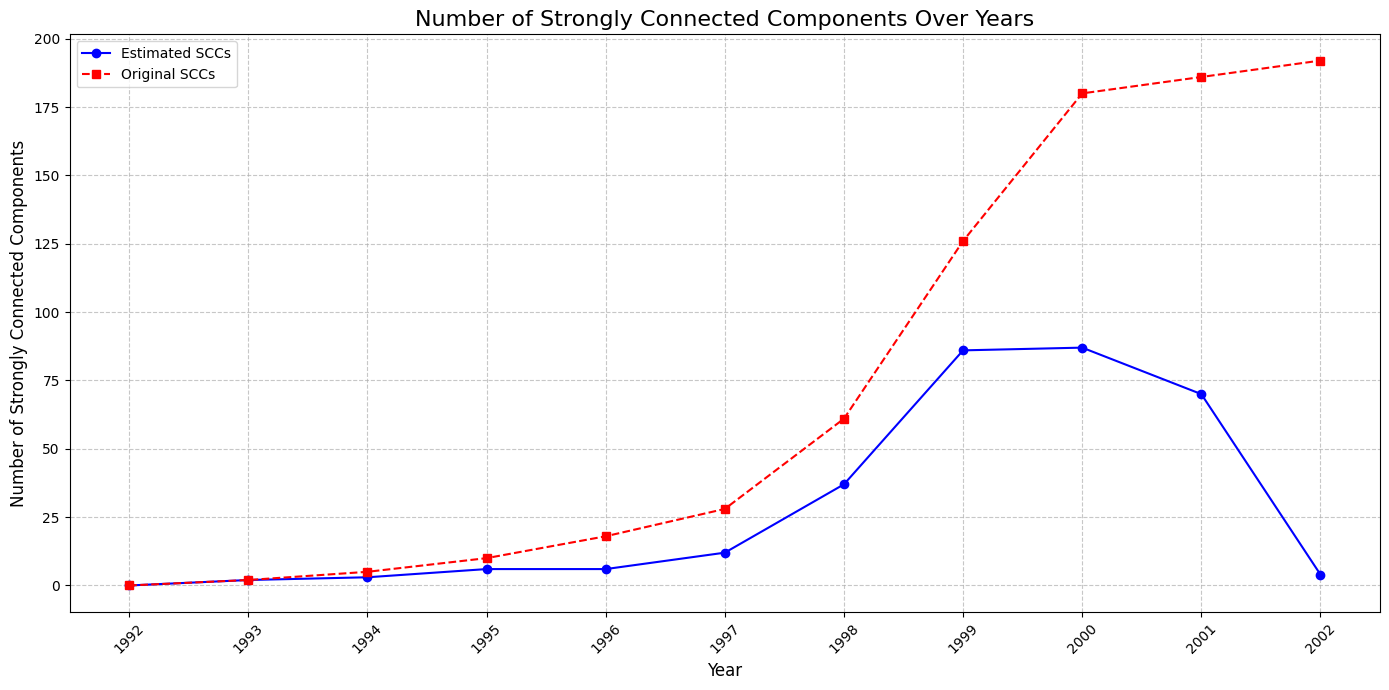 Number of Strongly Connected Components Over Years
Estimated SCCs
Original SCCs
Number of Strongly Connected Components
200
175
150
125
100
75
50
25
0
1992 1993 1994 1995 1996 1997 1998 1999 2000 2001 2002
Year